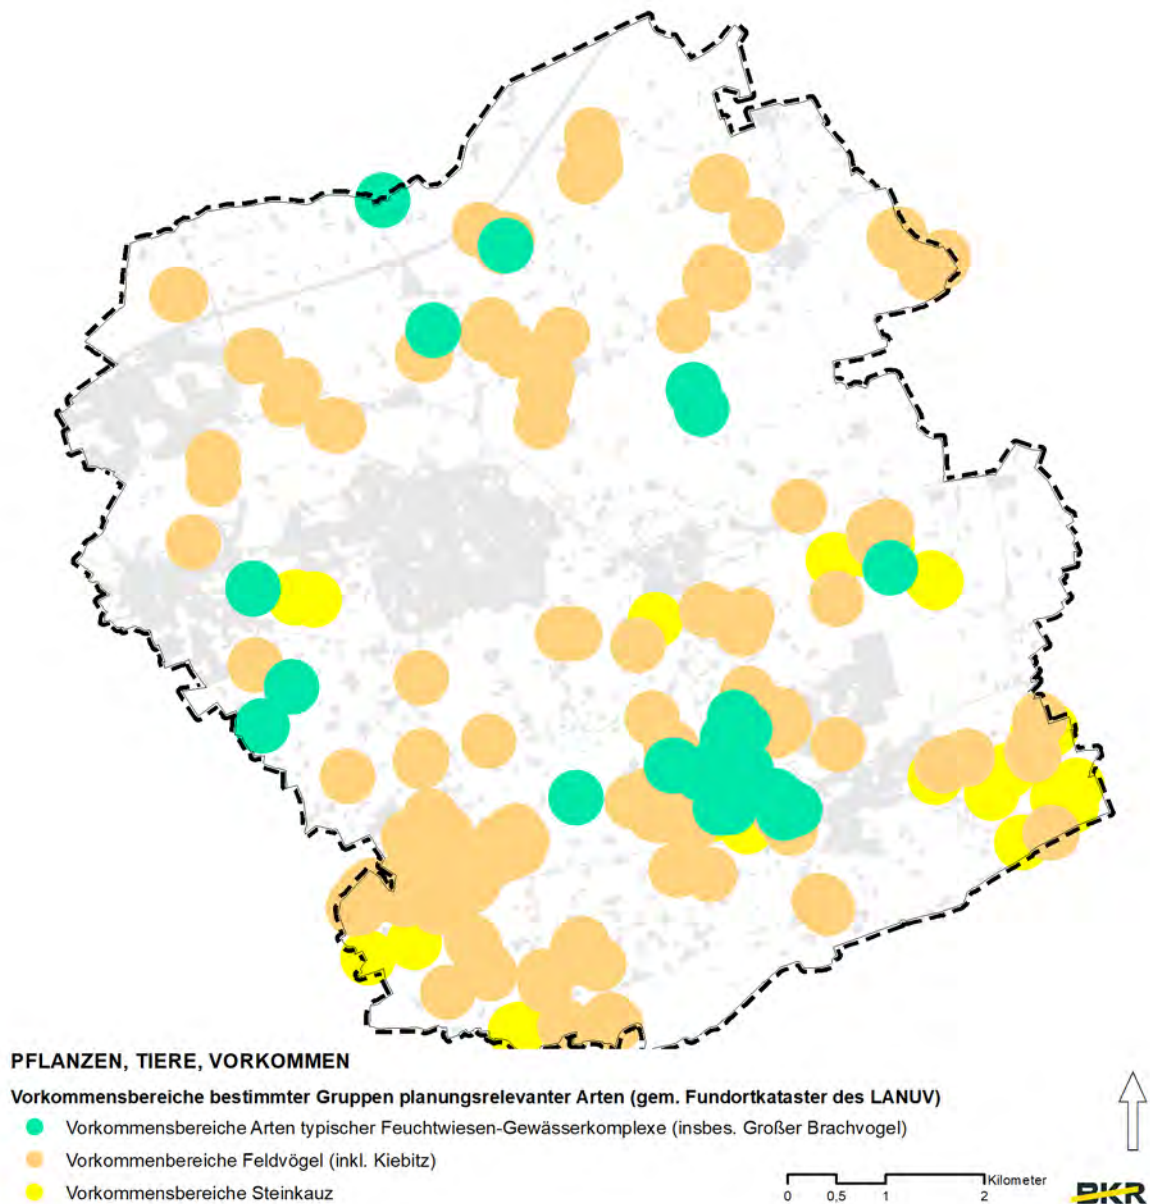 PFLANZEN, TIERE, VORKOMMEN
Vorkommensbereiche bestimmter Gruppen planungsrelevanter Arten (gem. Fundortkataster des LANUV)
Vorkommensbereiche Arten typischer Feuchtwiesen-Gewässerkomplexe (insbes. Großer Brachvogel)
Vorkommenbereiche Feldvögel (inkl. Kiebitz)
Vorkommensbereiche Steinkauz
Kilometer
0 0,5 1 2
BKR